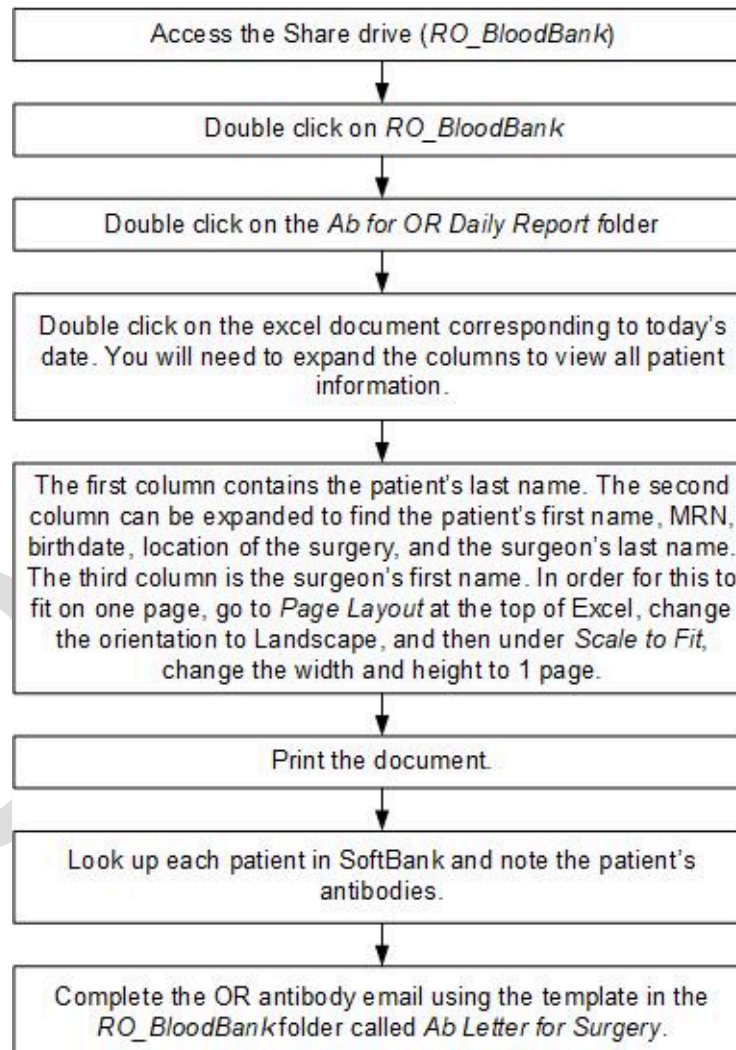 Access the Share drive (RO_BloodBank)
Double click on RO_BloodBank
Double click on the Ab for OR Daily Report folder
Double click on the excel document corresponding to today's
date. You will need to expand the columns to view all patient
information.
The first column contains the patient's last name. The second
column can be expanded to find the patient's first name, MRN,
birthdate, location of the surgery, and the surgeon's last name.
The third column is the surgeon's first name. In order for this to
fit on one page, go to Page Layout at the top of Excel, change
the orientation to Landscape, and then under Scale to Fit,
change the width and height to 1 page.
Print the document.
Look up each patient in SoftBank and note the patient's
antibodies.
Complete the OR antibody email using the template in the
RO_BloodBank folder called Ab Letter for Surgery.